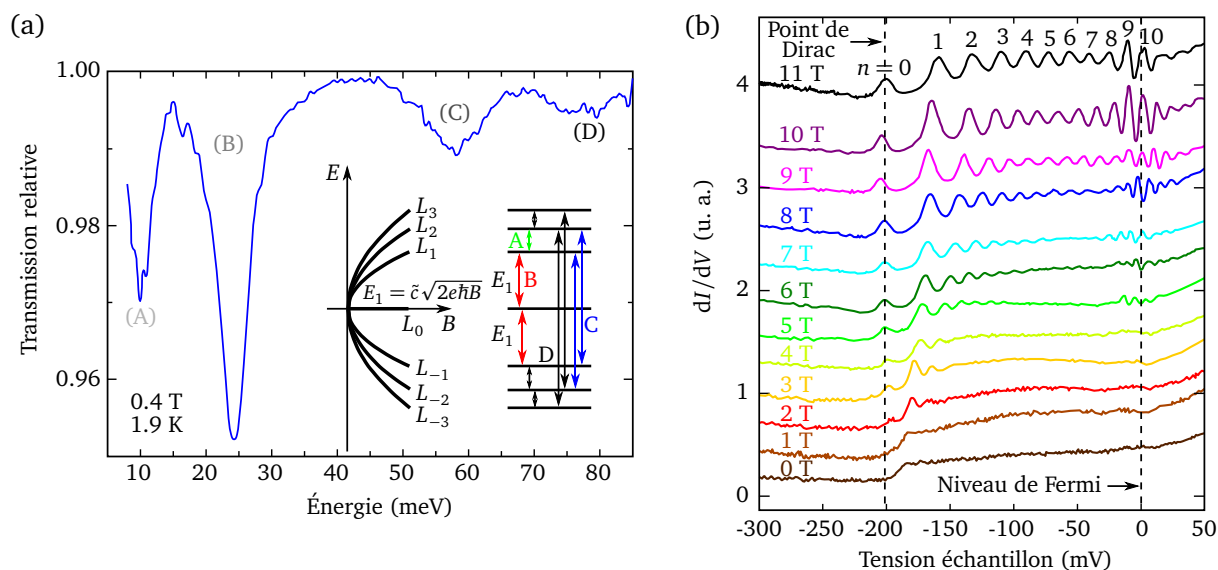 (a)
1.00
0.98
0.96
Transmission relative
(A)
(B)
(C)
(D)
0.4 T
1.9 K
E
L₃
L₂
L₁
E₁ = c̃√2eħB
L₀
B
L₋₁
L₋₂
L₋₃
A
E₁ B
E₁
C
D
10 20 30 40 50 60 70 80
Énergie (meV)
(b)
Point de
Dirac
n = 0
1 2 3 4 5 6 7 8 9 10
11 T
10 T
9 T
8 T
7 T
6 T
5 T
4 T
3 T
2 T
1 T
0 T
Niveau de Fermi
4
3
2
1
0
dI/dV (u. a.)
-300 -250 -200 -150 -100 -50 0 50
Tension échantillon (mV)